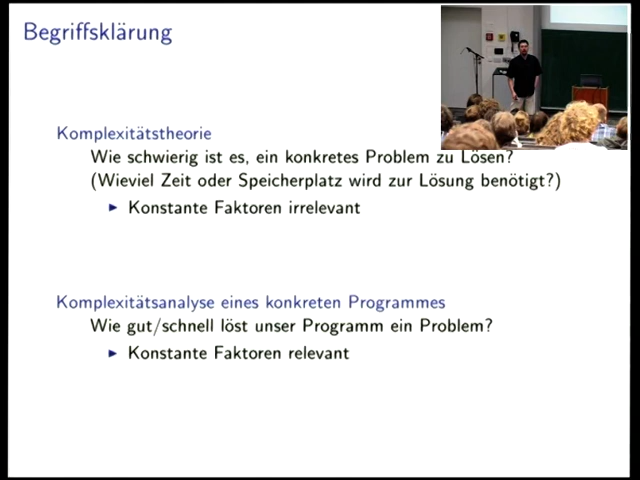 Begriffsklärung
Komplexitätstheorie
Wie schwierig ist es, ein konkretes Problem zu Lösen?
(Wieviel Zeit oder Speicherplatz wird zur Lösung benötigt?)
▶ Konstante Faktoren irrelevant
Komplexitätsanalyse eines konkreten Programmes
Wie gut/schnell löst unser Programm ein Problem?
▶ Konstante Faktoren relevant